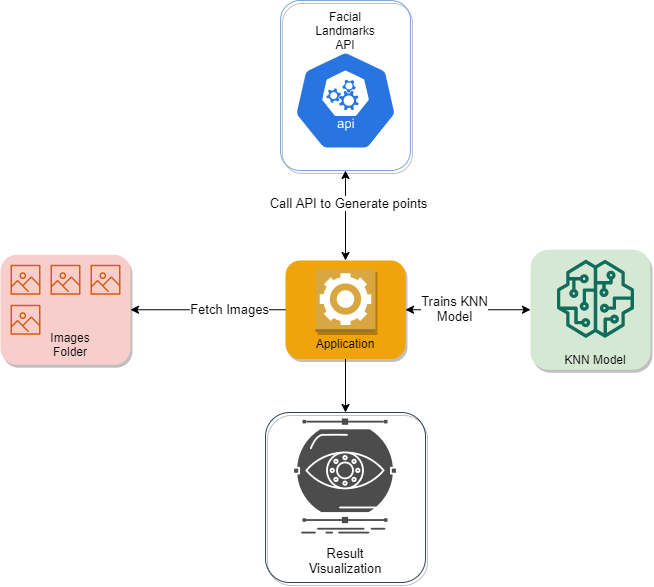 Facial
Landmarks
API
api
Call API to Generate points
Images
Folder
Fetch Images
Application
Trains KNN
Model
KNN Model
Result
Visualization